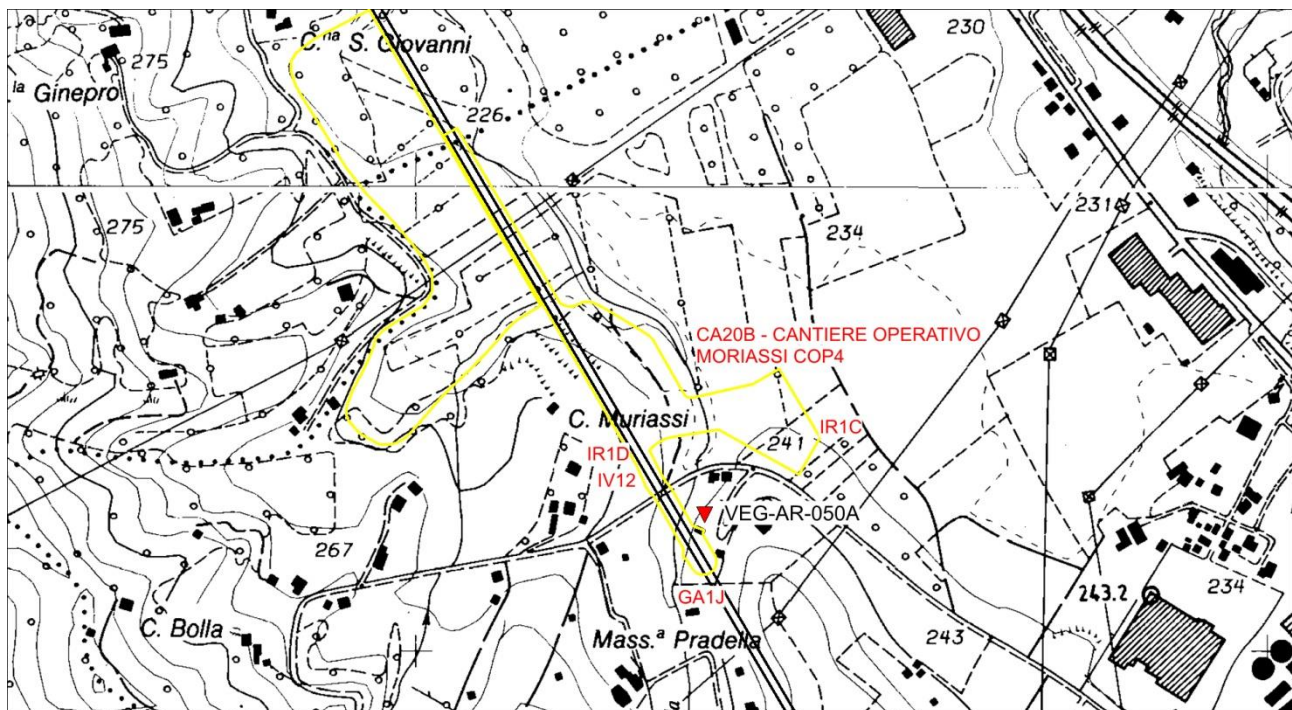 C.na S. Giovanni
230
275
ia Ginepro
226
231
275
234
CA20B - CANTIERE OPERATIVO
MORIASSI COP4
C. Muriassi
IR1C
241
IR1D
IV12
VEG-AR-050A
267
243.2
234
GA1J
C. Bolla
Mass.a Pradella
243